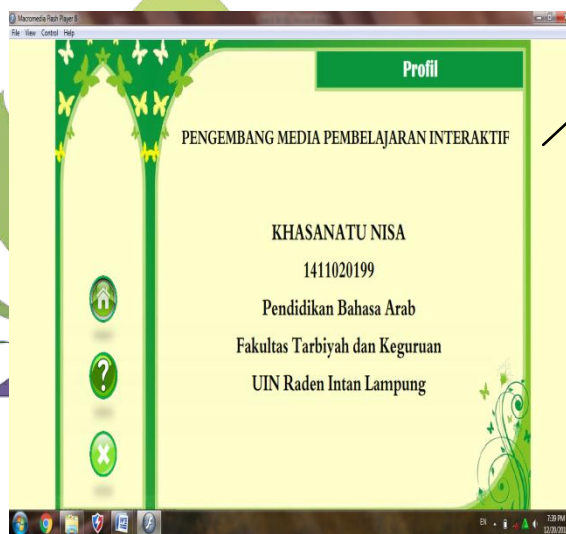 Macromedia Flash Player 8
File View Control Help
Profil
PENGEMBANG MEDIA PEMBELAJARAN INTERAKTIF
KHASANATU NISA
1411020199
Pendidikan Bahasa Arab
Fakultas Tarbiyah dan Keguruan
UIN Raden Intan Lampung
?
EN
7:39 PM